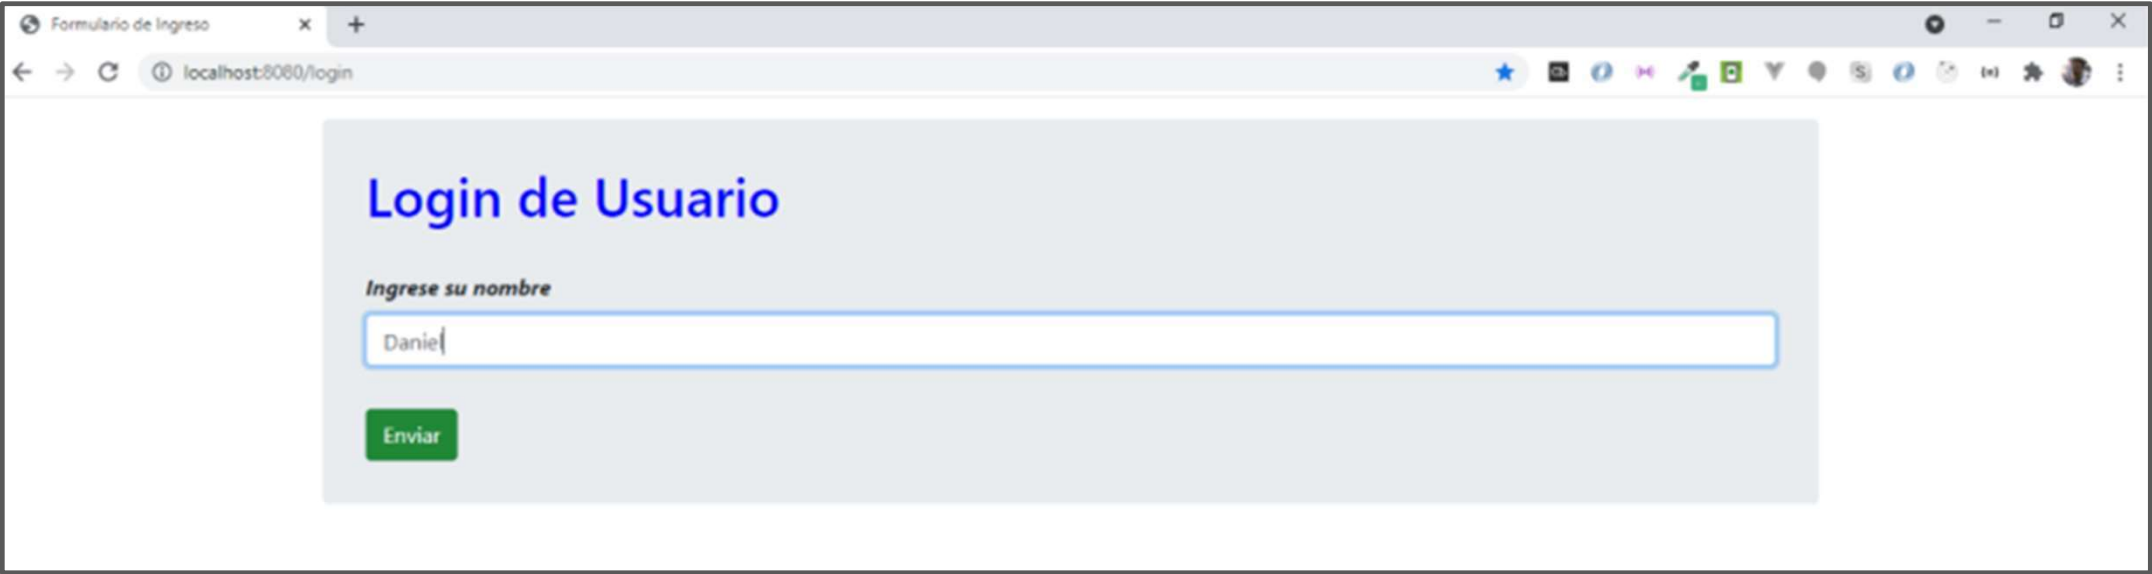 Formulario de Ingreso
localhost:8080/login
Login de Usuario
Ingrese su nombre
Daniel
Enviar